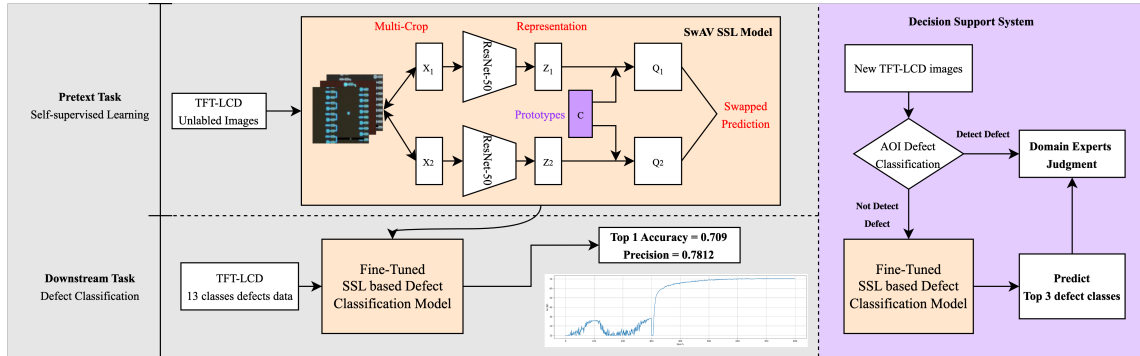 Pretext Task
Self-supervised Learning
TFT-LCD
Unlabled Images
Multi-Crop
Representation
SwAV SSL Model
X1
ResNet-50
Z1
Q1
Prototypes
C
Swapped
Prediction
X2
ResNet-50
Z2
Q2
Downstream Task
Defect Classification
TFT-LCD
13 classes defects data
Fine-Tuned
SSL based Defect
Classification Model
Top 1 Accuracy = 0.709
Precision = 0.7812
Decision Support System
New TFT-LCD images
AOI Defect
Classification
Detect Defect
Domain Experts
Judgment
Not Detect
Defect
Fine-Tuned
SSL based Defect
Classification Model
Predict
Top 3 defect classes